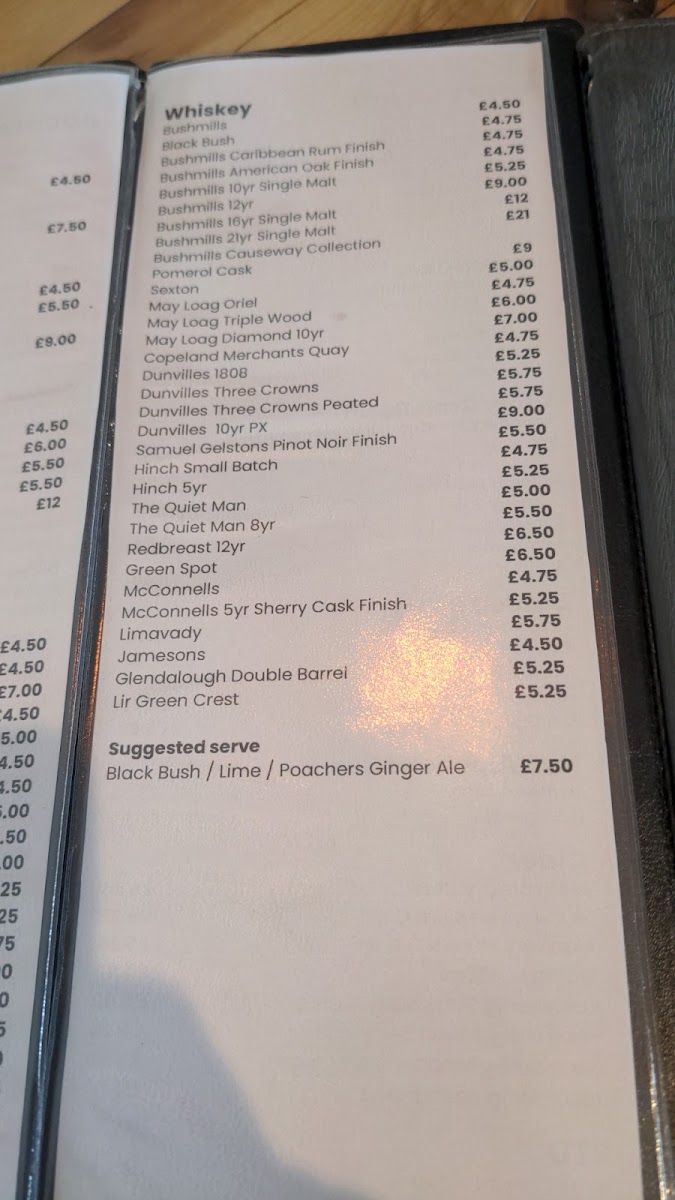 £4.50
£7.50
£4.50
£5.50
£9.00
£4.50
£6.00
£5.50
£5.50
£12
£4.50
£4.50
£7.00
Whiskey
Bushmills £4.50
Black Bush £4.75
Bushmills Caribbean Rum Finish £4.75
Bushmills American Oak Finish £4.75
Bushmills 10yr Single Malt £5.25
Bushmills 12yr £9.00
Bushmills 16yr Single Malt £12
Bushmills 21yr Single Malt £21
Bushmills Causeway Collection
Pomerol Cask £9
Sexton £5.00
May Loag Oriel £4.75
May Loag Triple Wood £6.00
May Loag Diamond 10yr £7.00
Copeland Merchants Quay £4.75
Dunvilles 1808 £5.25
Dunvilles Three Crowns £5.75
Dunvilles Three Crowns Peated £5.75
Dunvilles 10yr PX £9.00
Samuel Gelstons Pinot Noir Finish £5.50
Hinch Small Batch £4.75
Hinch 5yr £5.25
The Quiet Man £5.00
The Quiet Man 8yr £5.50
Redbreast 12yr £6.50
Green Spot £6.50
McConnells £4.75
McConnells 5yr Sherry Cask Finish £5.25
Limavady £5.75
Jamesons £4.50
Glendalough Double Barrel £5.25
Lir Green Crest £5.25
Suggested serve
Black Bush / Lime / Poachers Ginger Ale £7.50